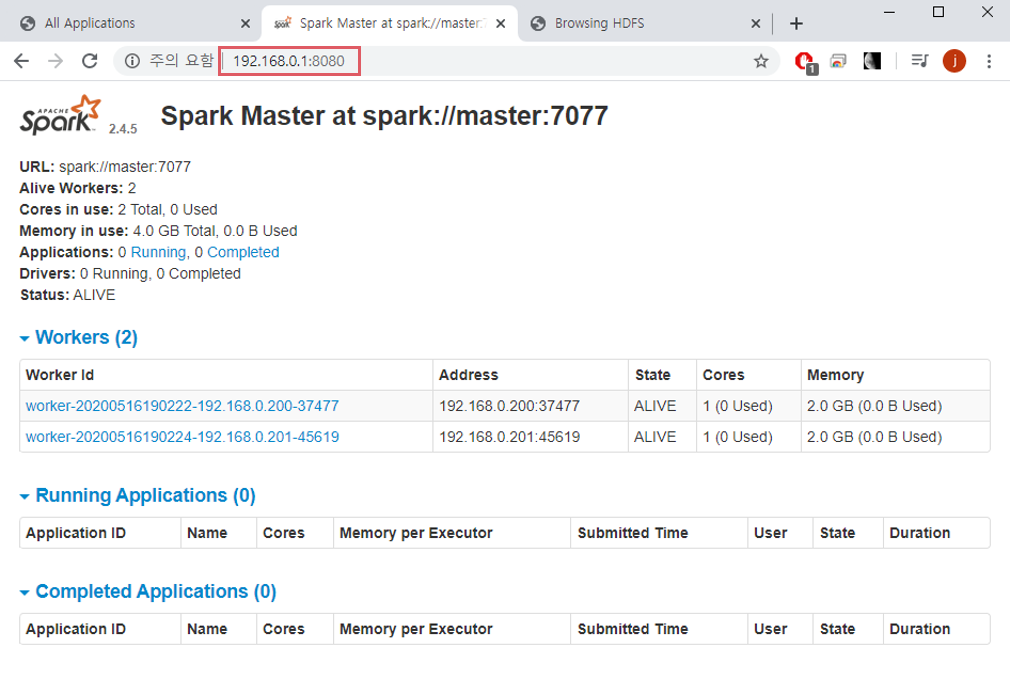 All Applications
Spark Master at spark://master:7
Browsing HDFS
주의 요함 192.168.0.1:8080
1
j
APACHE
Spark 2.4.5 Spark Master at spark://master:7077
URL: spark://master:7077
Alive Workers: 2
Cores in use: 2 Total, 0 Used
Memory in use: 4.0 GB Total, 0.0 B Used
Applications: 0 Running, 0 Completed
Drivers: 0 Running, 0 Completed
Status: ALIVE
Workers (2)
Worker Id Address State Cores Memory
worker-20200516190222-192.168.0.200-37477 192.168.0.200:37477 ALIVE 1 (0 Used) 2.0 GB (0.0 B Used)
worker-20200516190224-192.168.0.201-45619 192.168.0.201:45619 ALIVE 1 (0 Used) 2.0 GB (0.0 B Used)
Running Applications (0)
Application ID Name Cores Memory per Executor Submitted Time User State Duration
Completed Applications (0)
Application ID Name Cores Memory per Executor Submitted Time User State Duration